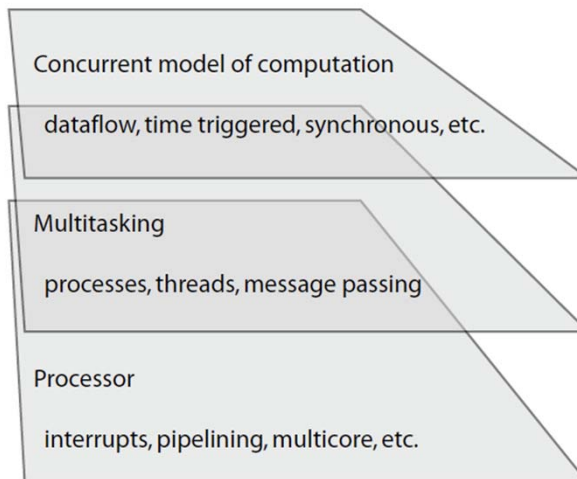 Concurrent model of computation
dataflow, time triggered, synchronous, etc.
Multitasking
processes, threads, message passing
Processor
interrupts, pipelining, multicore, etc.